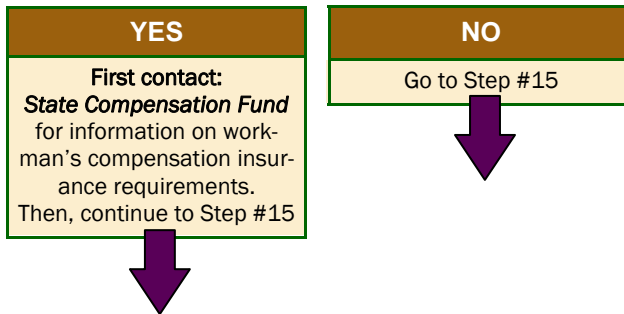 YES
First contact:
State Compensation Fund
for information on work-
man's compensation insur-
ance requirements.
Then, continue to Step #15
NO
Go to Step #15